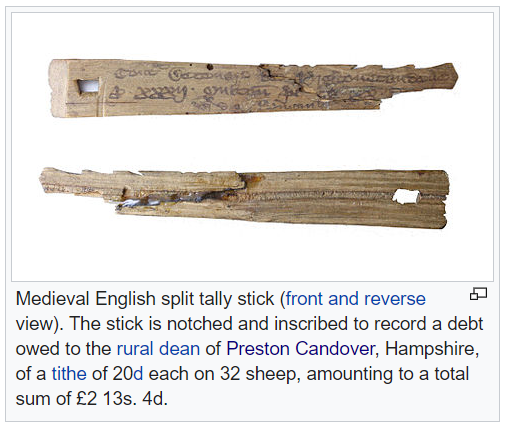 Medieval English split tally stick (front and reverse
view). The stick is notched and inscribed to record a debt
owed to the rural dean of Preston Candover, Hampshire,
of a tithe of 20d each on 32 sheep, amounting to a total
sum of £2 13s. 4d.